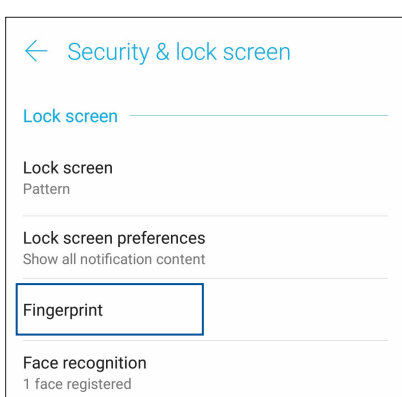 Security & lock screen
Lock screen
Lock screen
Pattern
Lock screen preferences
Show all notification content
Fingerprint
Face recognition
1 face registered